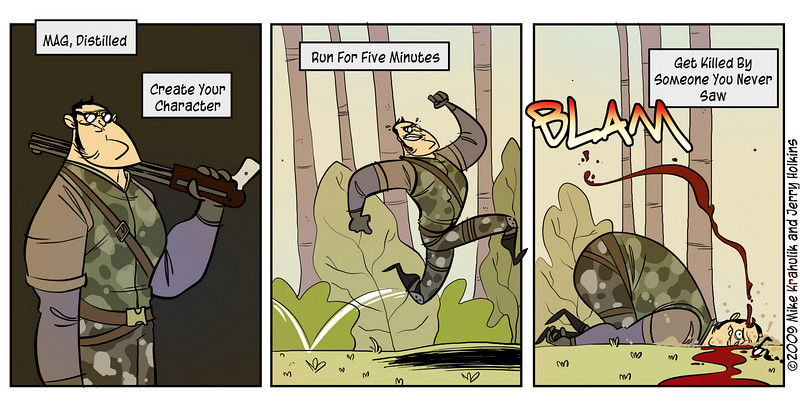 MAG, Distilled
Create Your
Character
Run For Five Minutes
Get Killed By
Someone You Never
Saw
BLAM
©2009 Mike Krahulik and Jerry Holkins